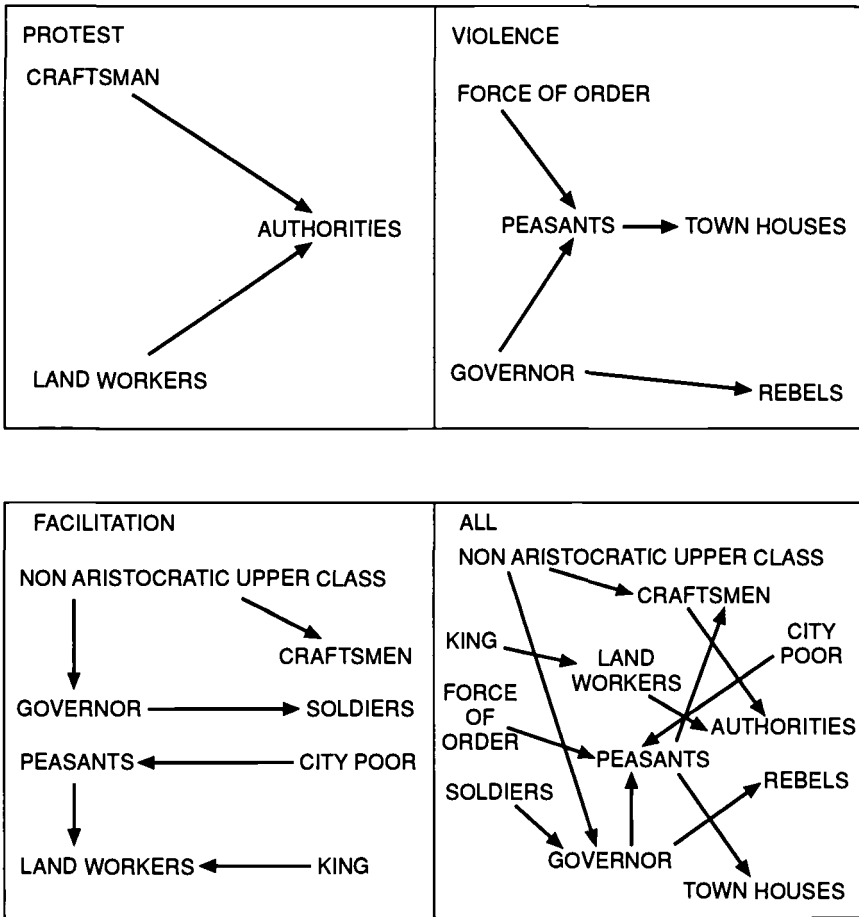 PROTEST
CRAFTSMAN
AUTHORITIES
LAND WORKERS
VIOLENCE
FORCE OF ORDER
PEASANTS
TOWN HOUSES
GOVERNOR
REBELS
FACILITATION
NON ARISTOCRATIC UPPER CLASS
CRAFTSMEN
GOVERNOR
SOLDIERS
PEASANTS
CITY POOR
LAND WORKERS
KING
ALL
NON ARISTOCRATIC UPPER CLASS
CRAFTSMEN
KING
LAND
WORKERS
CITY
POOR
FORCE
OF
ORDER
AUTHORITIES
PEASANTS
SOLDIERS
REBELS
GOVERNOR
TOWN HOUSES